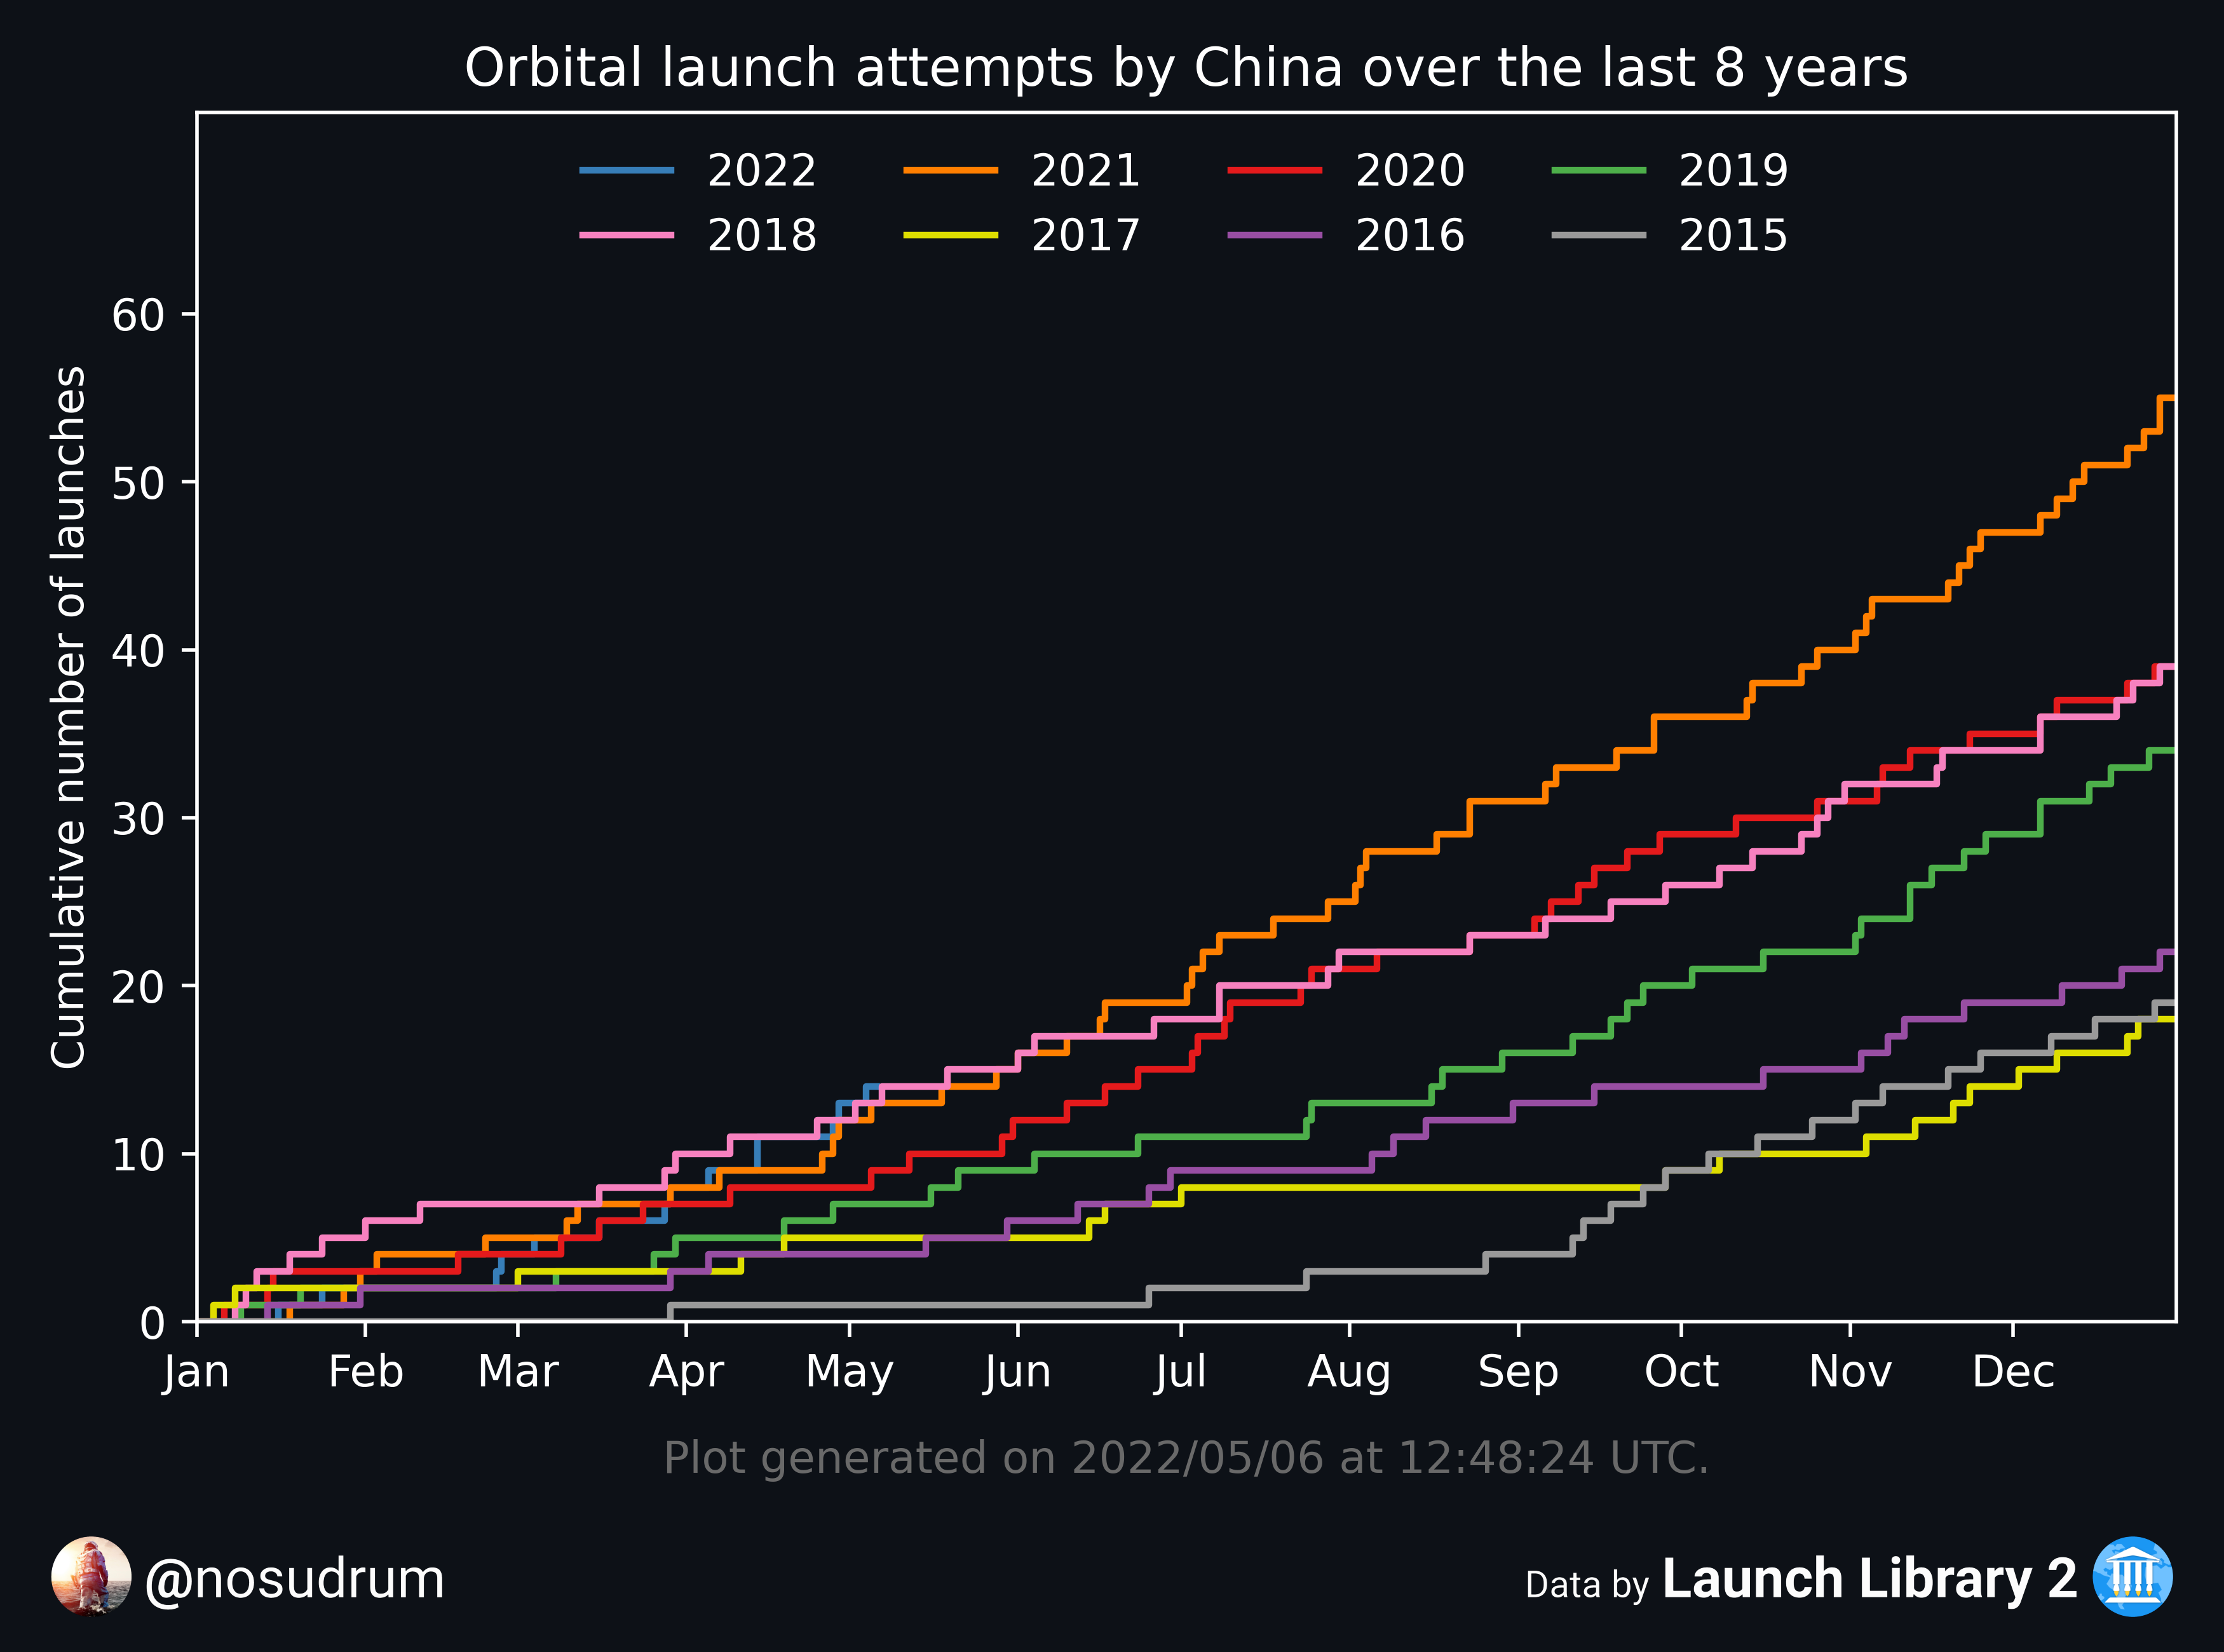 Orbital launch attempts by China over the last 8 years
2022 2021 2020 2019
2018 2017 2016 2015
Cumulative number of launches
60
50
40
30
20
10
0
Jan Feb Mar Apr May Jun Jul Aug Sep Oct Nov Dec
Plot generated on 2022/05/06 at 12:48:24 UTC.
@nosudrum
Data by Launch Library 2